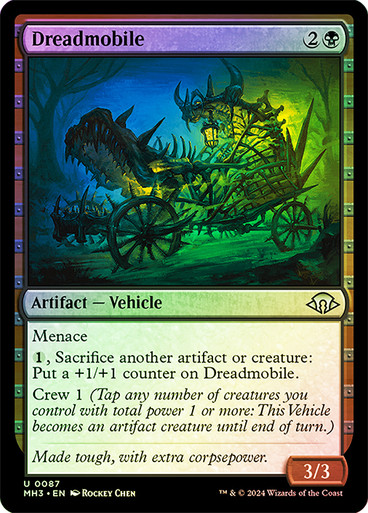 Dreadmobile 2
Artifact — Vehicle
Menace
1, Sacrifice another artifact or creature:
Put a +1/+1 counter on Dreadmobile.
Crew 1 (Tap any number of creatures you
control with total power 1 or more: This Vehicle
becomes an artifact creature until end of turn.)
Made tough, with extra corpsepower.
3/3
U 0087
MH3 • EN Rockey Chen
™ & © 2024 Wizards of the Coast